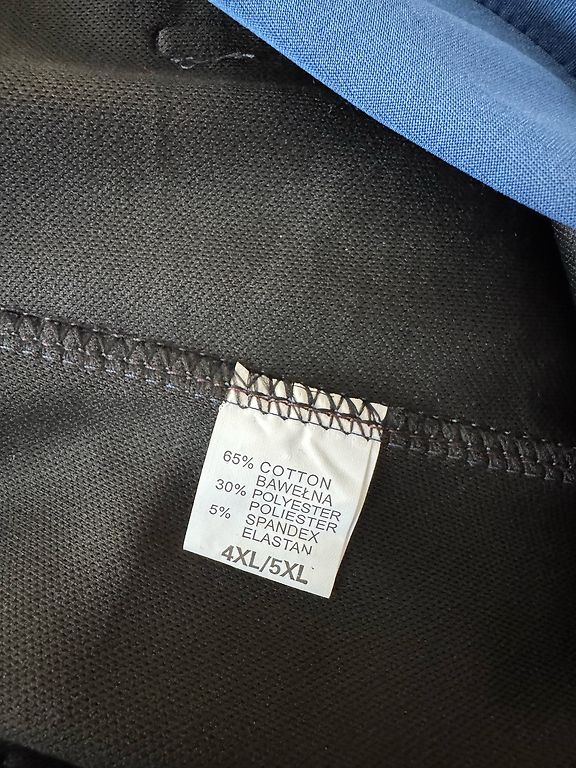 65% COTTON
BAWEŁNA
30% POLYESTER
POLIESTER
5% SPANDEX
ELASTAN
4XL/5XL